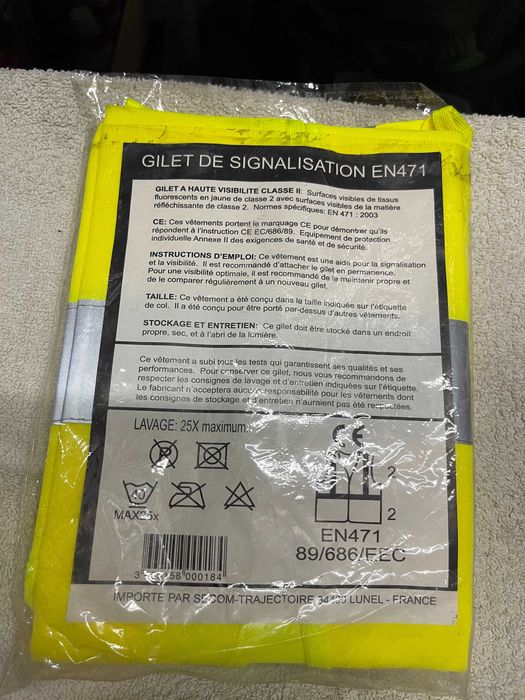 GILET DE SIGNALISATION EN471
GILET A HAUTE VISIBILITE CLASSE II: Surfaces visibles de tissus
fluorescents en jaune de classe 2 avec surfaces visibles de la matière
réfléchissante de classe 2. Normes spécifiques: EN 471 : 2003
CE: Ces vêtements portent le marquage CE pour démontrer qu'ils
répondent à l'instruction CE EC/686/89. Equipement de protection
individuelle Annexe II des exigences de santé et de sécurité.
INSTRUCTIONS D'EMPLOI: Ce vêtement est une aide pour la signalisation
et la visibilité. Il est recommandé d'attacher le gilet en permanence.
Pour une visibilité optimale, il est recommandé de le maintenir propre et
de le comparer régulièrement à un nouveau gilet.
TAILLE: Ce vêtement a été conçu dans la taille indiquée sur l'étiquette
de col. Il a été conçu pour être porté par-dessus d'autres vêtements.
STOCKAGE ET ENTRETIEN: Ce gilet doit être stocké dans un endroit
propre, sec, et à l'abri de la lumière.
Ce vêtement a subi tous les tests qui garantissent ses qualités et ses
performances. Pour conserver ce gilet, nous vous recommandons de
respecter les consignes de lavage et d'entretien indiquées sur l'étiquette.
Le fabricant n'acceptera aucune responsabilité pour les vêtements dont
les consignes de stockage et d'entretien n'auraient pas été respectées.
LAVAGE: 25X maximum
CE
P
2
40
MAX25x
2
EN471
89/686/EEC
000184
IMPORTE PAR SECOM-TRAJECTOIRE LUNEL - FRANCE